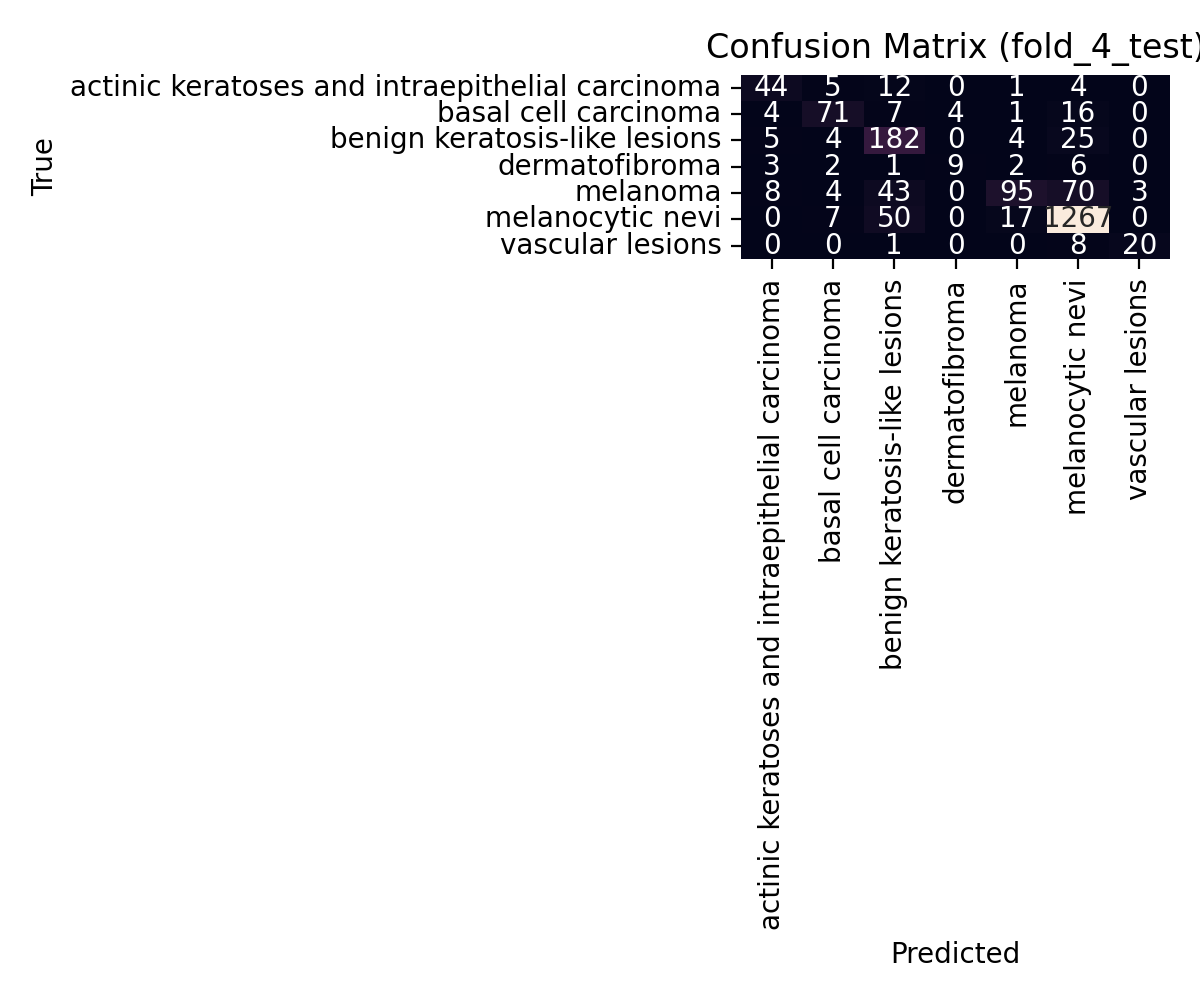 Confusion Matrix (fold_4_test)
True
actinic keratoses and intraepithelial carcinoma 44 5 12 0 1 4 0
basal cell carcinoma 4 71 7 4 1 16 0
benign keratosis-like lesions 5 4 182 0 4 25 0
dermatofibroma 3 2 1 9 2 6 0
melanoma 8 4 43 0 95 70 3
melanocytic nevi 0 7 50 0 17 1267 0
vascular lesions 0 0 1 0 0 8 20
actinic keratoses and intraepithelial carcinoma
basal cell carcinoma
benign keratosis-like lesions
dermatofibroma
melanoma
melanocytic nevi
vascular lesions
Predicted